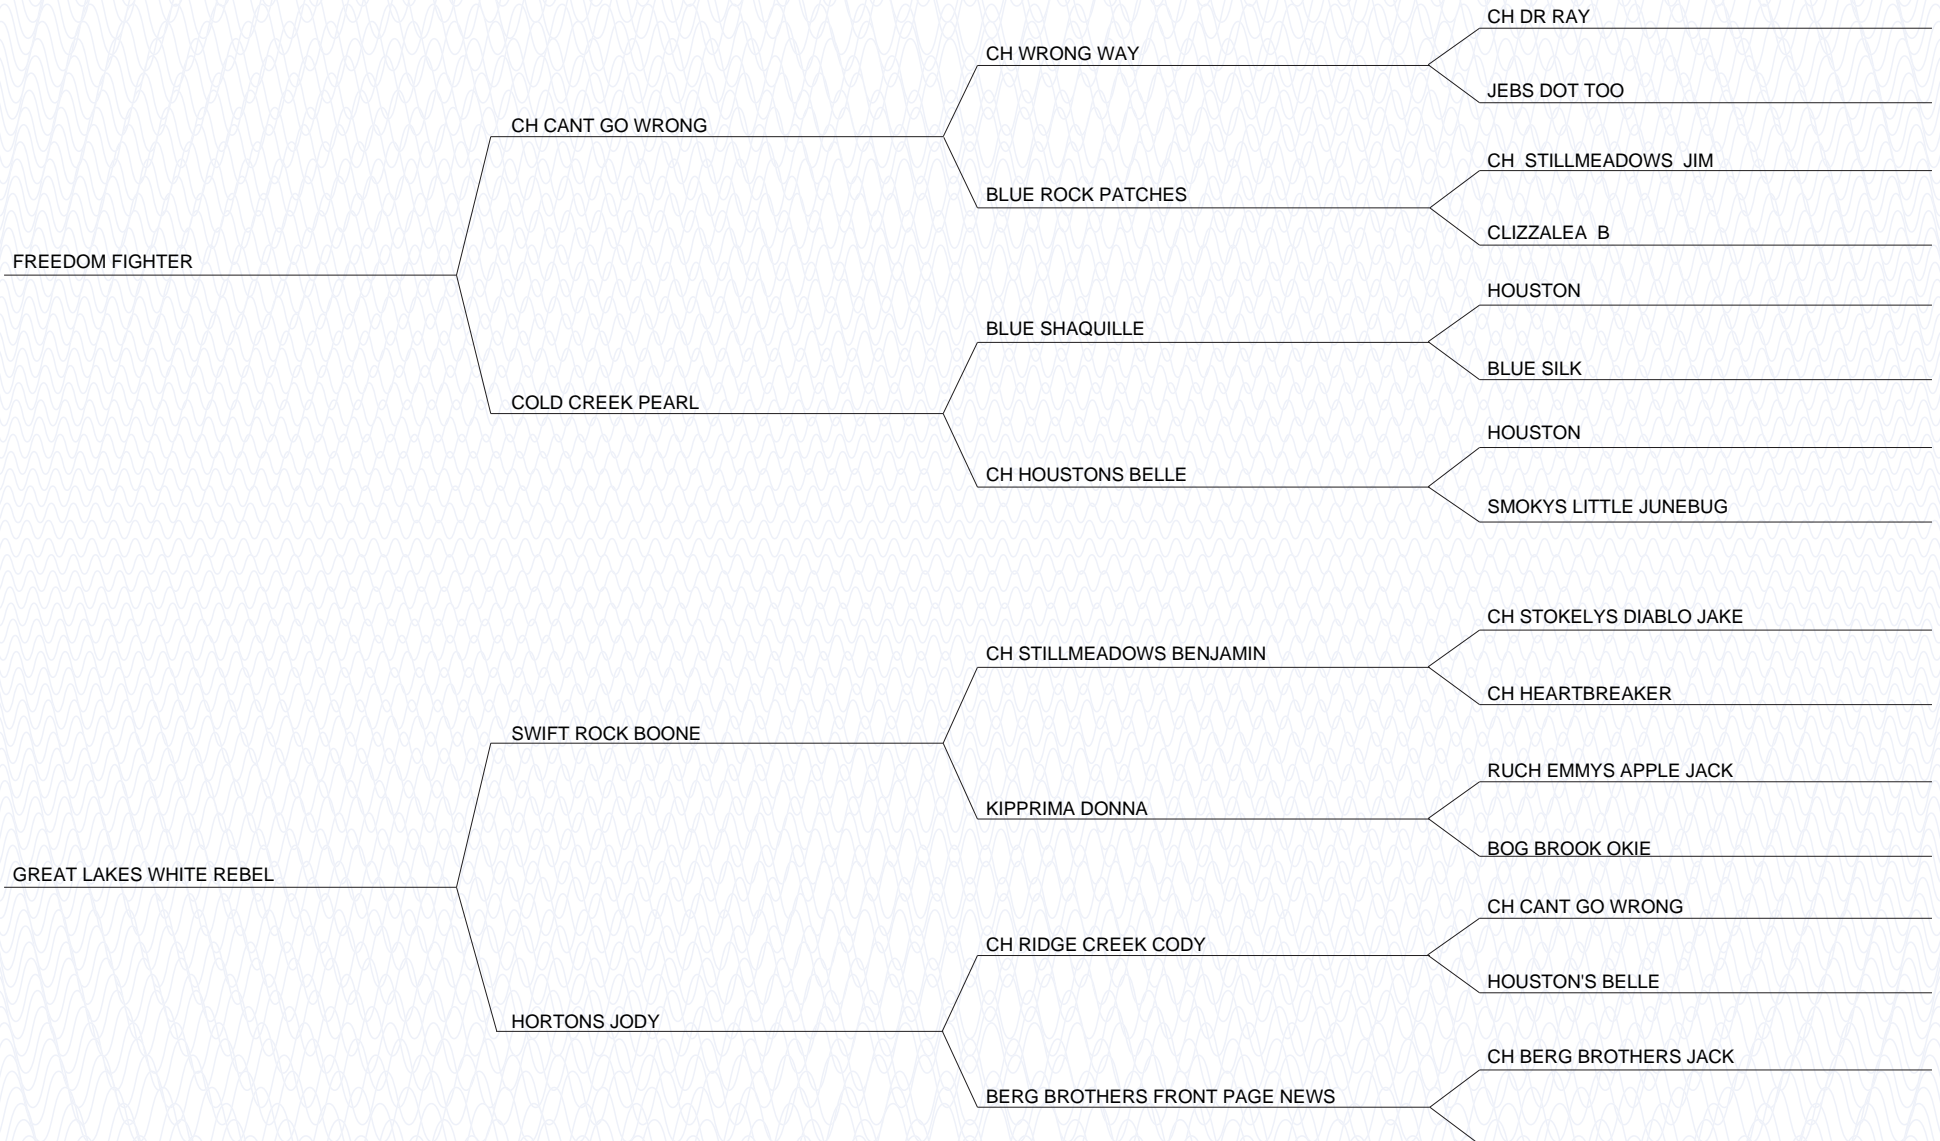 CH DR RAY
CH WRONG WAY
JEBS DOT TOO
CH CANT GO WRONG
CH  STILLMEADOWS  JIM
BLUE ROCK PATCHES
CLIZZALEA  B
FREEDOM FIGHTER
HOUSTON
BLUE SHAQUILLE
BLUE SILK
COLD CREEK PEARL
HOUSTON
CH HOUSTONS BELLE
SMOKYS LITTLE JUNEBUG
CH STOKELYS DIABLO JAKE
CH STILLMEADOWS BENJAMIN
CH HEARTBREAKER
SWIFT ROCK BOONE
RUCH EMMYS APPLE JACK
KIPPRIMA DONNA
BOG BROOK OKIE
GREAT LAKES WHITE REBEL
CH CANT GO WRONG
CH RIDGE CREEK CODY
HOUSTON'S BELLE
HORTONS JODY
CH BERG BROTHERS JACK
BERG BROTHERS FRONT PAGE NEWS